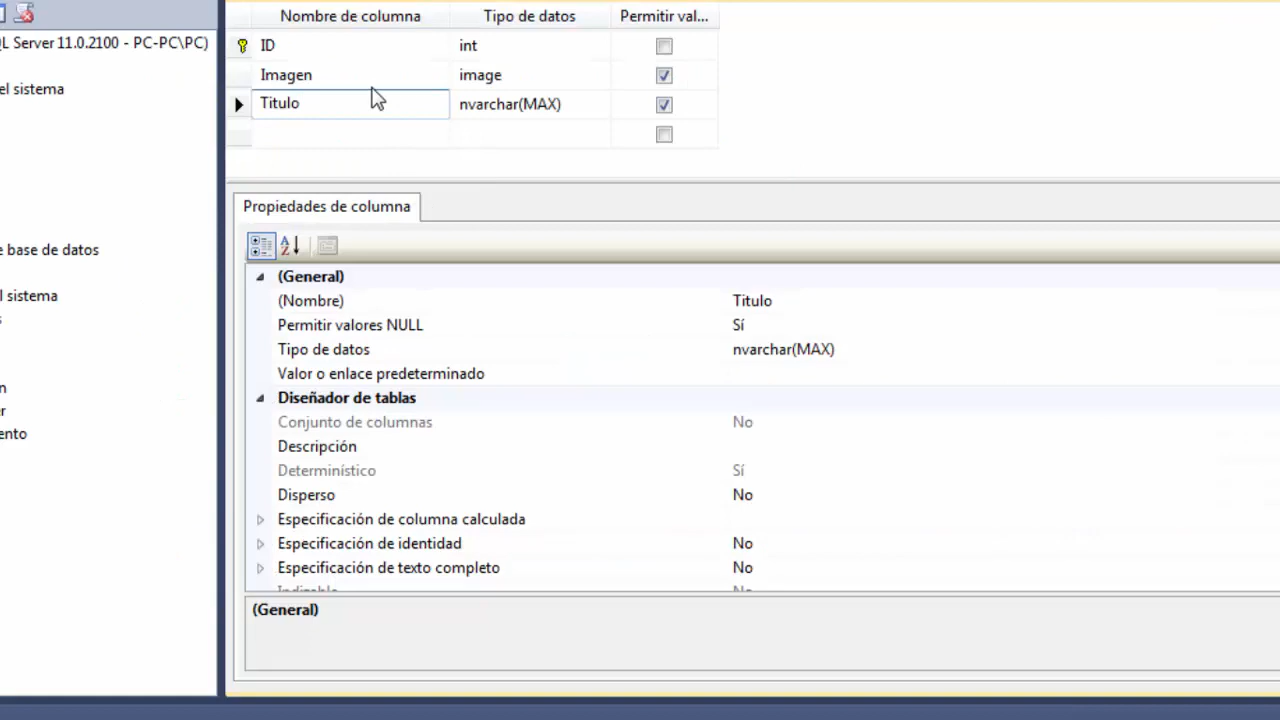 Nombre de columna Tipo de datos Permitir val...
QL Server 11.0.2100 - PC-PC\PC)
ID int
Imagen image
el sistema
Titulo nvarchar(MAX)
Propiedades de columna
e base de datos
(General)
l sistema
(Nombre) Titulo
s
Permitir valores NULL Sí
Tipo de datos nvarchar(MAX)
Valor o enlace predeterminado
n
Diseñador de tablas
r
Conjunto de columnas No
ento
Descripción
Determinístico Sí
Disperso No
Especificación de columna calculada
Especificación de identidad No
Especificación de texto completo No
Indizable No
(General)